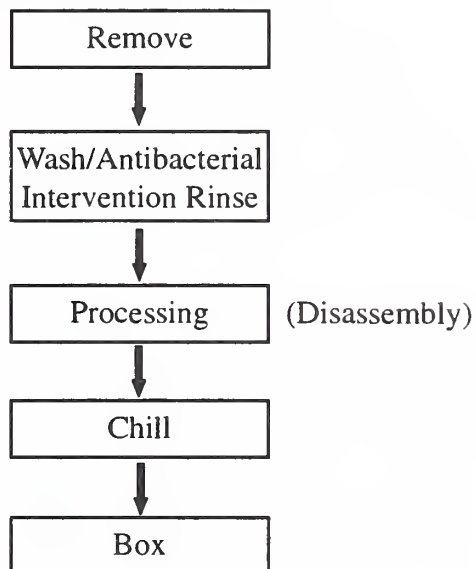 Remove
Wash/Antibacterial
Intervention Rinse
Processing (Disassembly)
Chill
Box